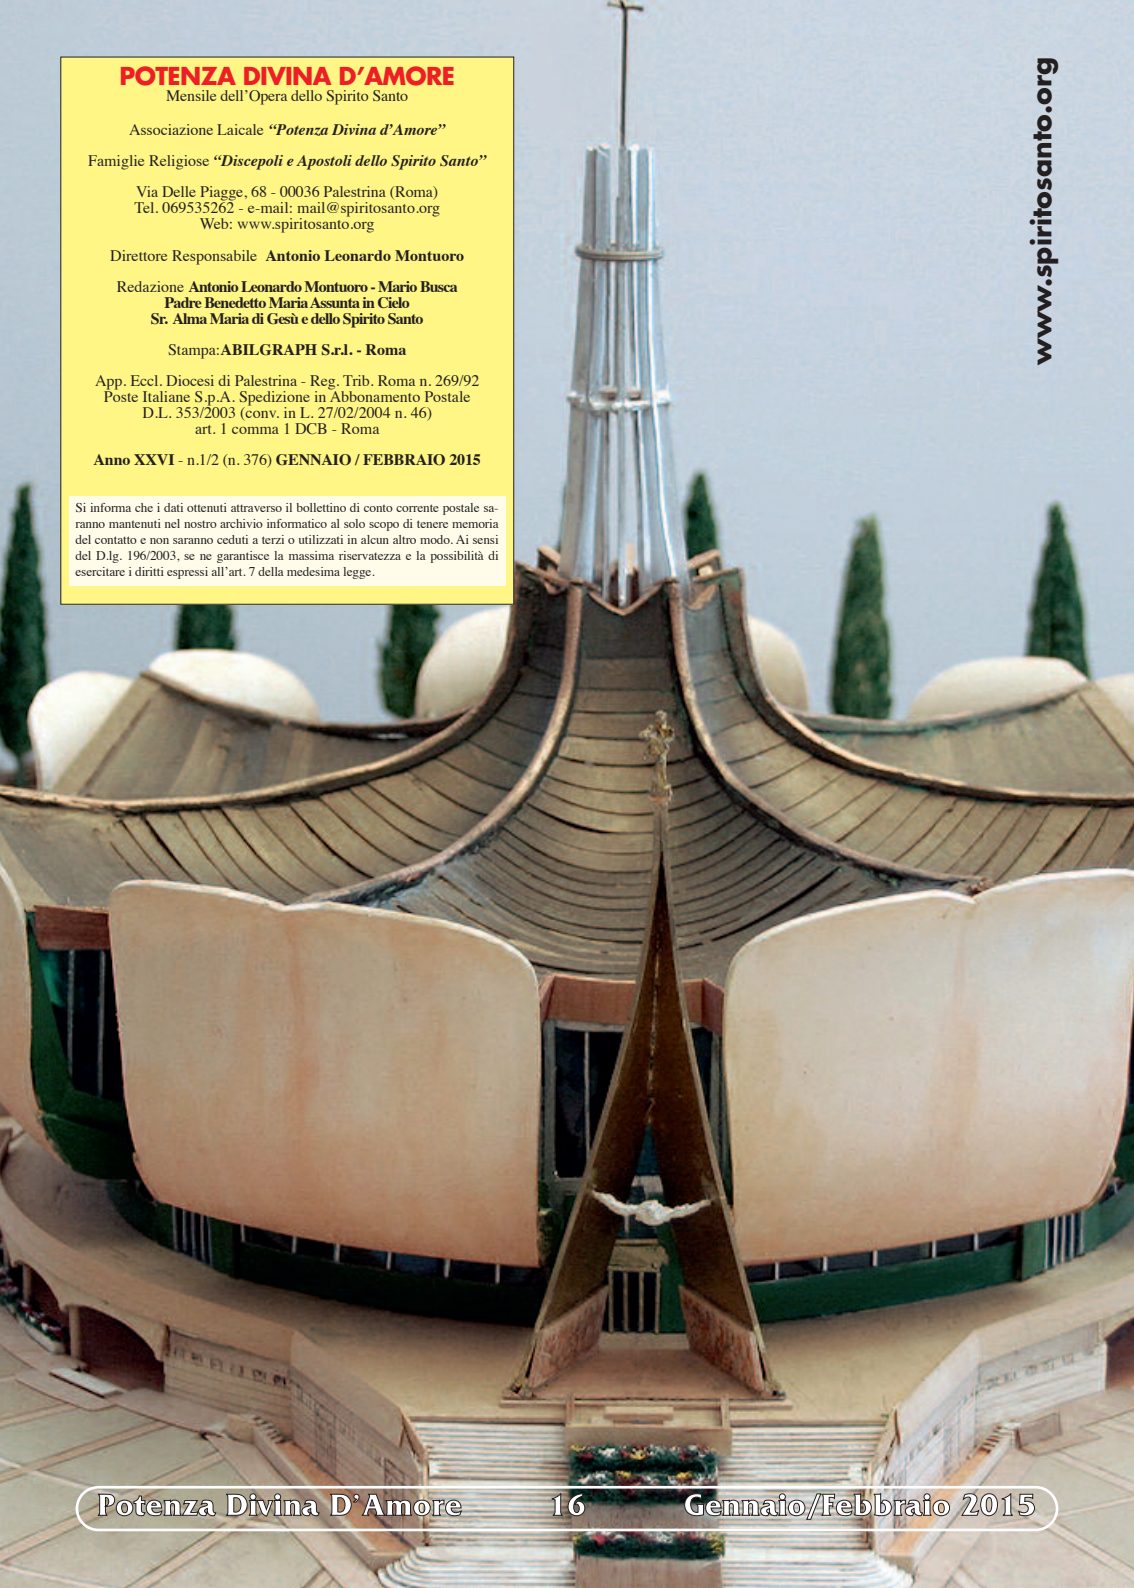 POTENZA DIVINA D'AMORE
Mensile dell'Opera dello Spirito Santo
Associazione Laicale “Potenza Divina d'Amore”
Famiglie Religiose “Discepoli e Apostoli dello Spirito Santo”
Via Delle Piagge, 68 - 00036 Palestrina (Roma)
Tel. 069535262 - e-mail: mail@spiritosanto.org
Web: www.spiritosanto.org
Direttore Responsabile Antonio Leonardo Montuoro
Redazione Antonio Leonardo Montuoro - Mario Busca
Padre Benedetto Maria Assunta in Cielo
Sr. Alma Maria di Gesù e dello Spirito Santo
Stampa:ABILGRAPH S.r.l. - Roma
App. Eccl. Diocesi di Palestrina - Reg. Trib. Roma n. 269/92
Poste Italiane S.p.A. Spedizione in Abbonamento Postale
D.L. 353/2003 (conv. in L. 27/02/2004 n. 46)
art. 1 comma 1 DCB - Roma
Anno XXVI - n.1/2 (n. 376) GENNAIO / FEBBRAIO 2015
Si informa che i dati ottenuti attraverso il bollettino di conto corrente postale sa-
ranno mantenuti nel nostro archivio informatico al solo scopo di tenere memoria
del contatto e non saranno ceduti a terzi o utilizzati in alcun altro modo. Ai sensi
del D.lg. 196/2003, se ne garantisce la massima riservatezza e la possibilità di
esercitare i diritti espressi all'art. 7 della medesima legge.
www.spiritosanto.org
Potenza Divina D'Amore 16 Gennaio/Febbraio 2015